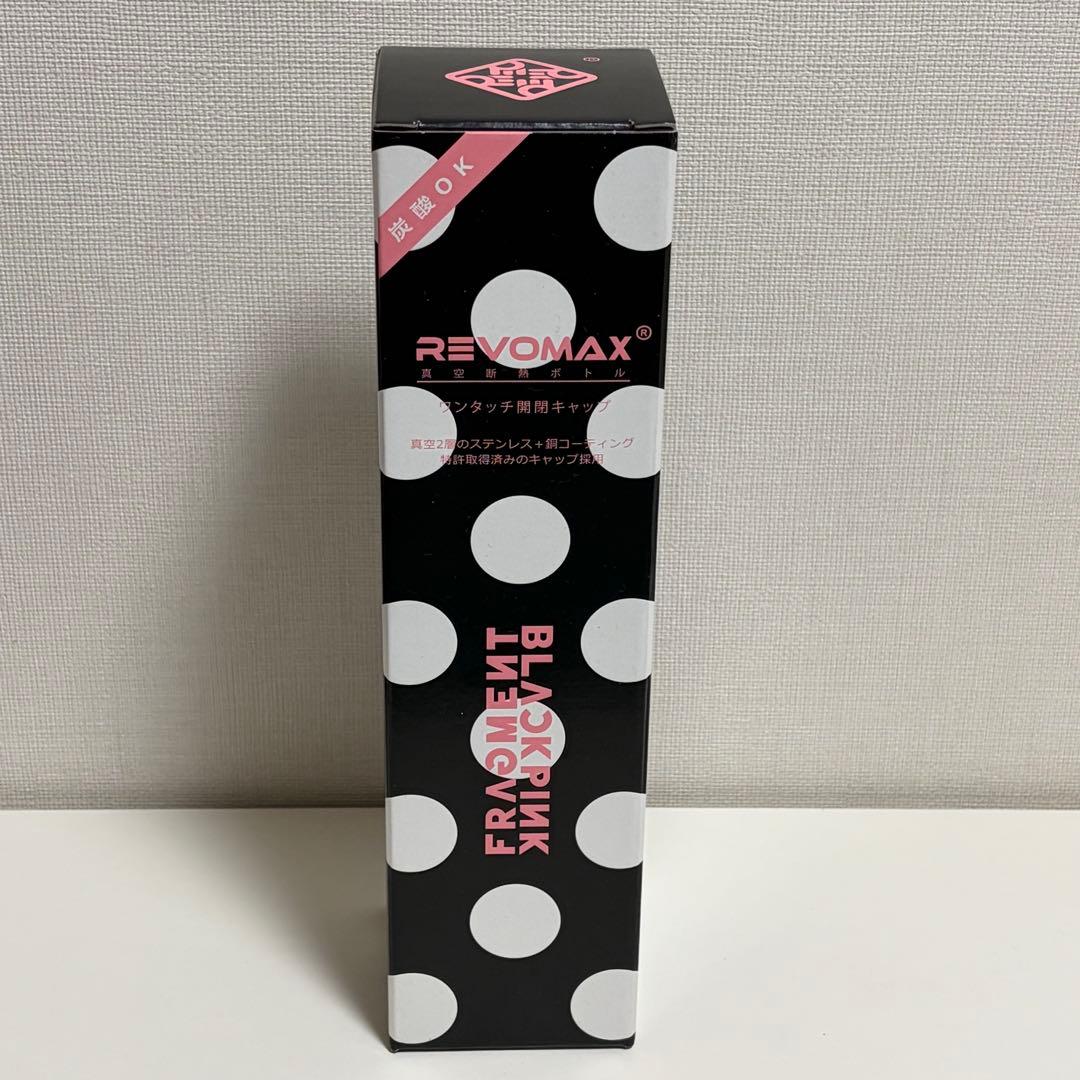 炭酸OK
REVOMAX®
真空断熱ボトル
ワンタッチ開閉キャップ
真空2層のステンレス+銅コーティング
特許取得済みのキャップ採用
BLACKPINK
FRAGMENT